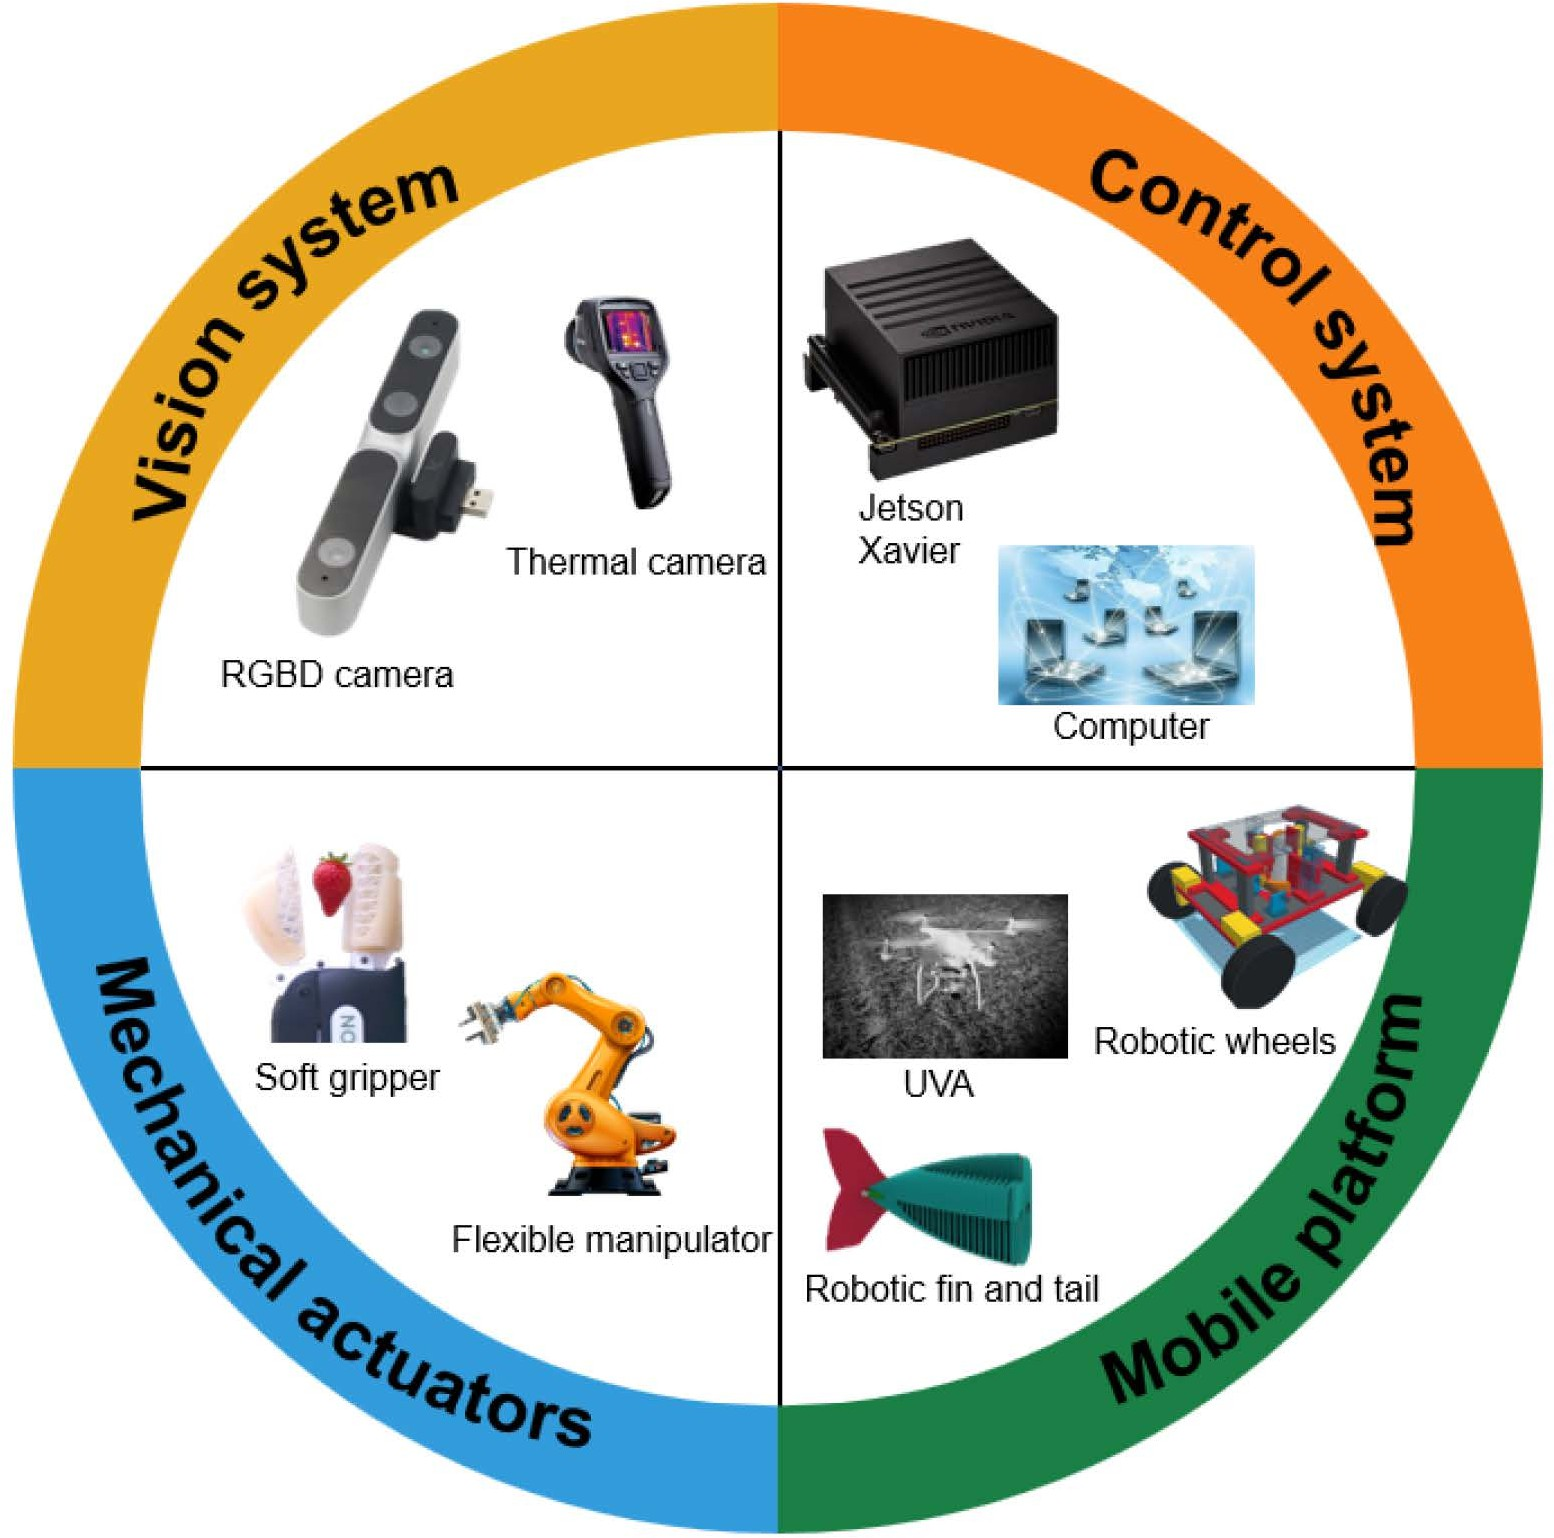 Vision system
Control system
NVIDIA
Jetson
Xavier
Thermal camera
RGBD camera
Computer
Soft gripper
Flexible manipulator
Mechanical actuators
Robotic wheels
UVA
Robotic fin and tail
Mobile platform